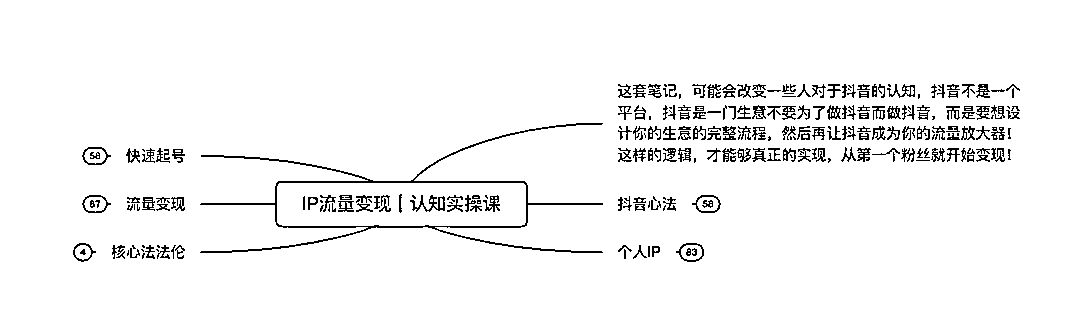 这套笔记，可能会改变一些人对于抖音的认知，抖音不是一个
平台，抖音是一门生意不要为了做抖音而做抖音，而是要想设
计你的生意的完整流程，然后再让抖音成为你的流量放大器！
这样的逻辑，才能够真正的实现，从第一个粉丝就开始变现！
58 快速起号
67 流量变现
IP流量变现丨认知实操课
抖音心法 58
4 核心法法伦
个人IP 83